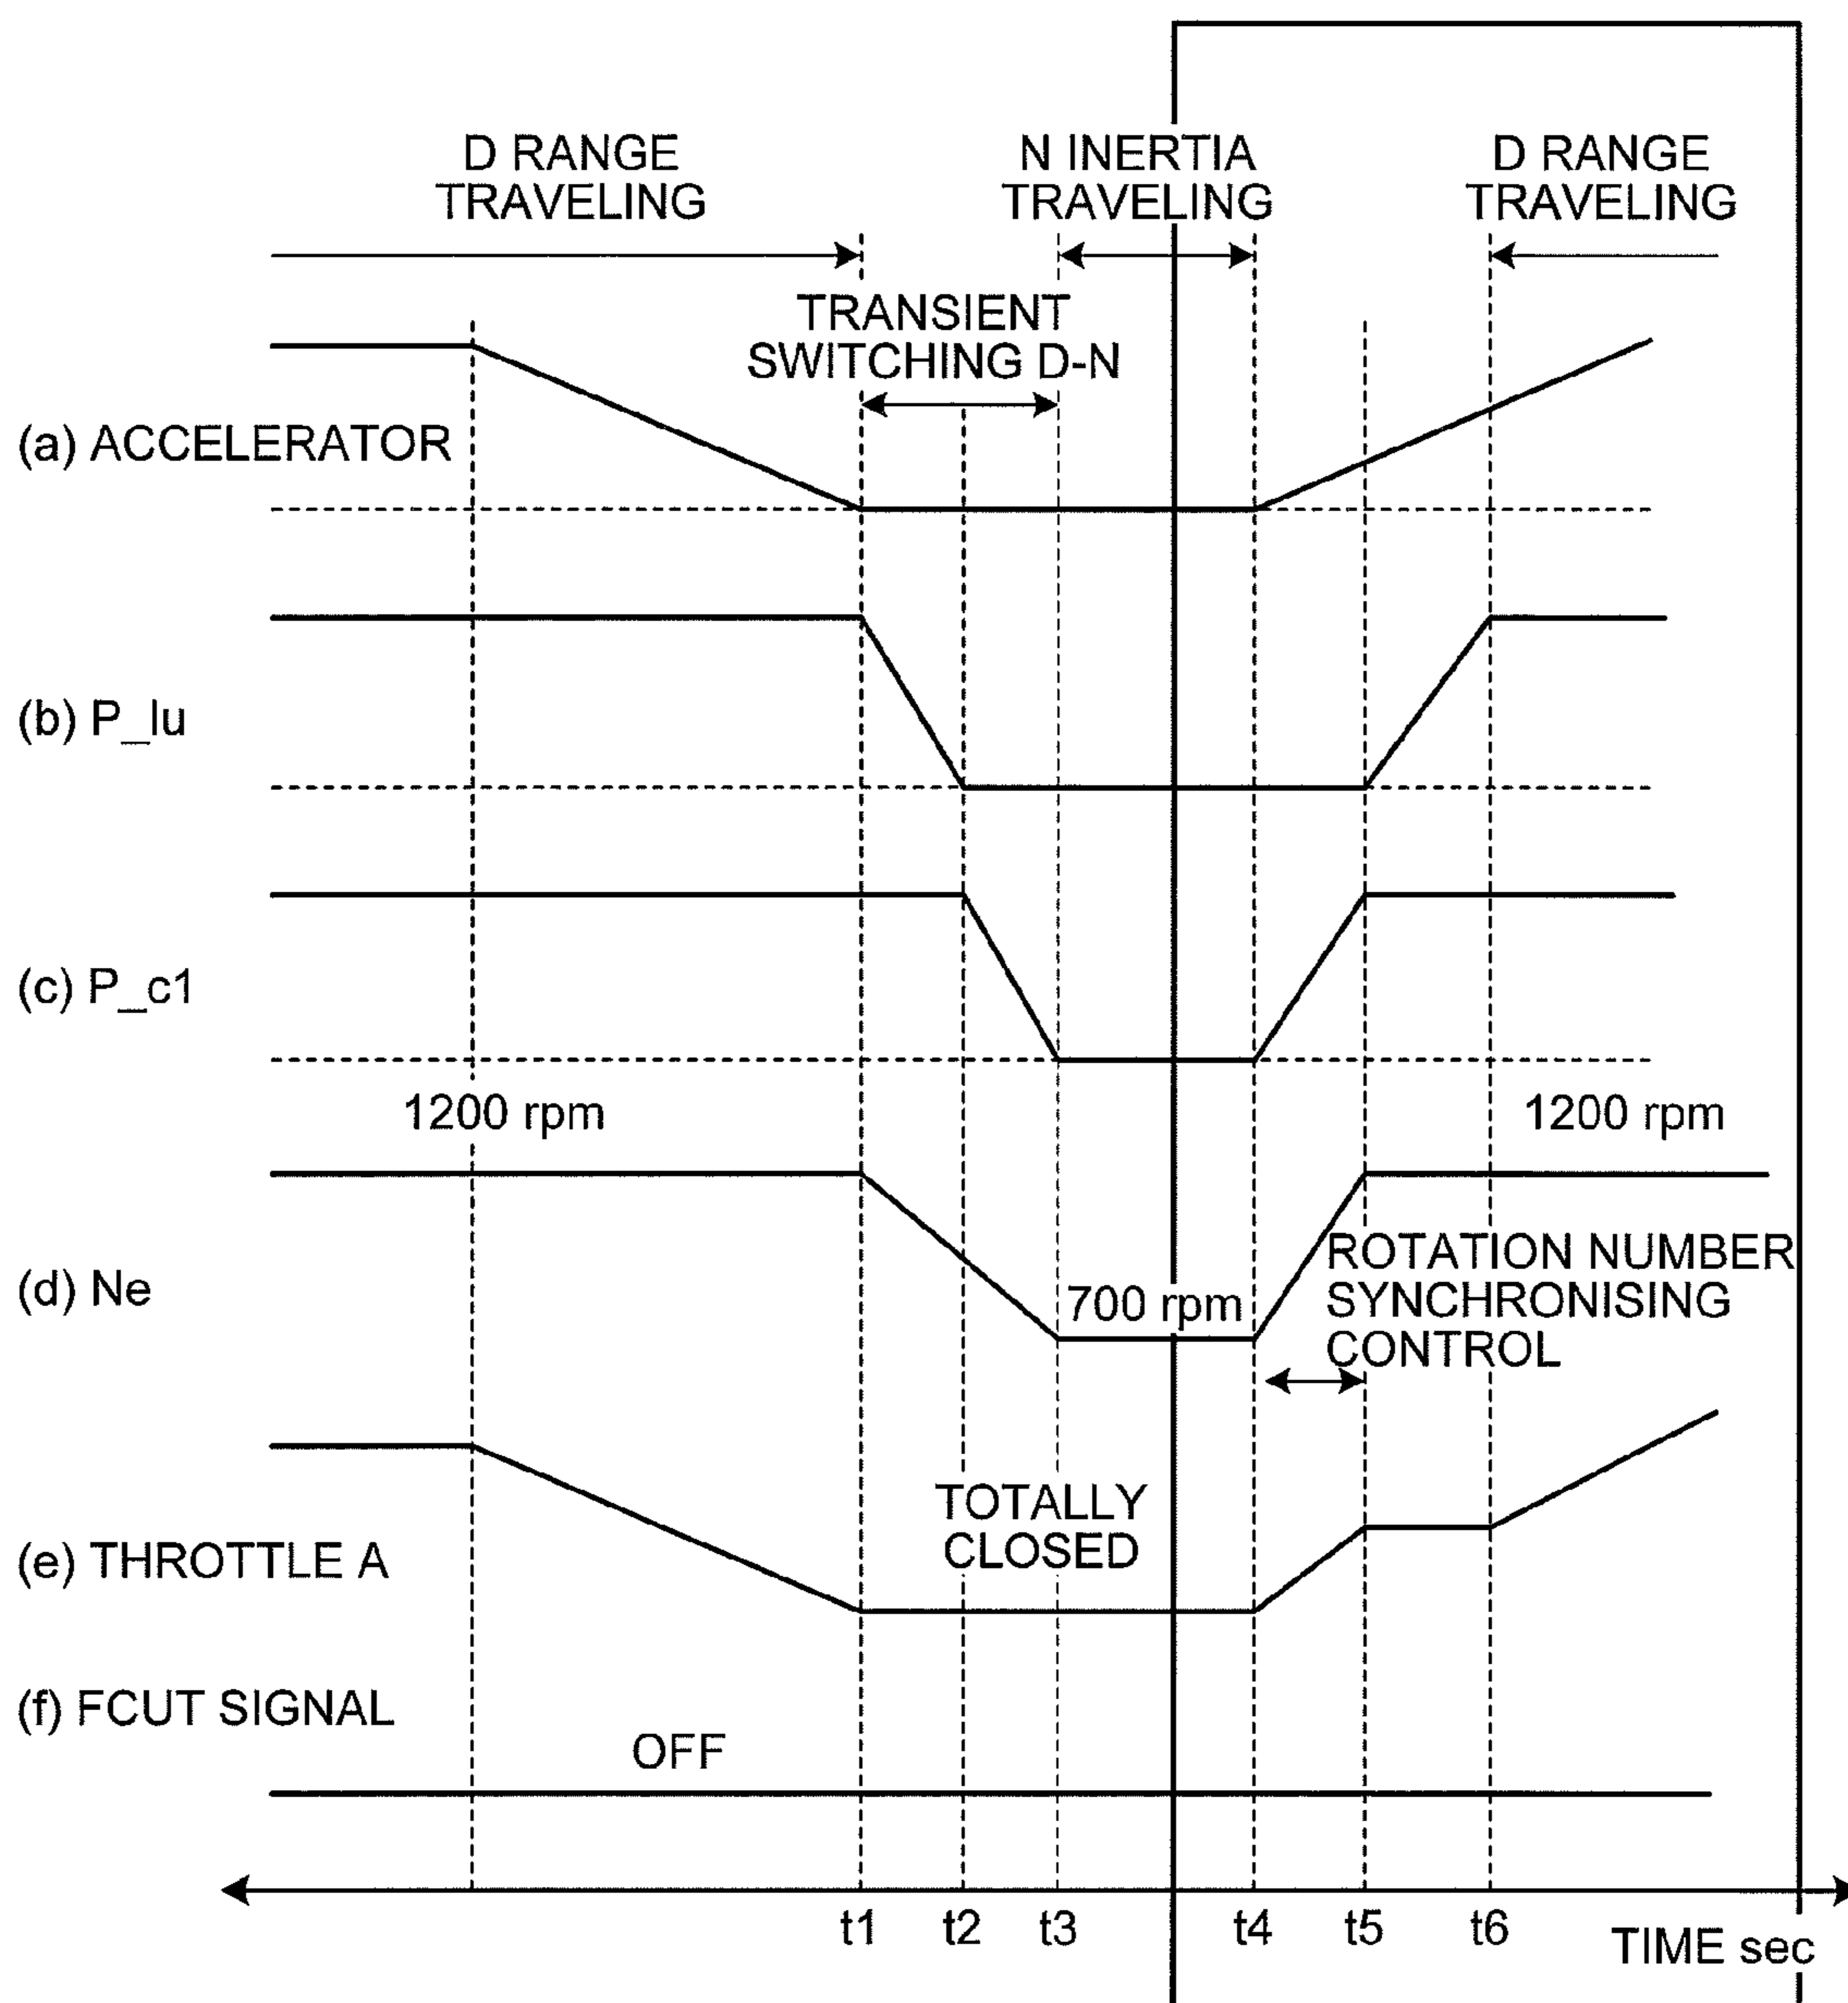 D RANGE
TRAVELING
N INERTIA
TRAVELING
D RANGE
TRAVELING
TRANSIENT
SWITCHING D-N
(a) ACCELERATOR
(b) P_lu
(c) P_c1
1200 rpm
1200 rpm
(d) Ne
700 rpm
ROTATION NUMBER
SYNCHRONISING
CONTROL
TOTALLY
CLOSED
(e) THROTTLE A
(f) FCUT SIGNAL
OFF
t1
t2
t3
t4
t5
t6
TIME sec